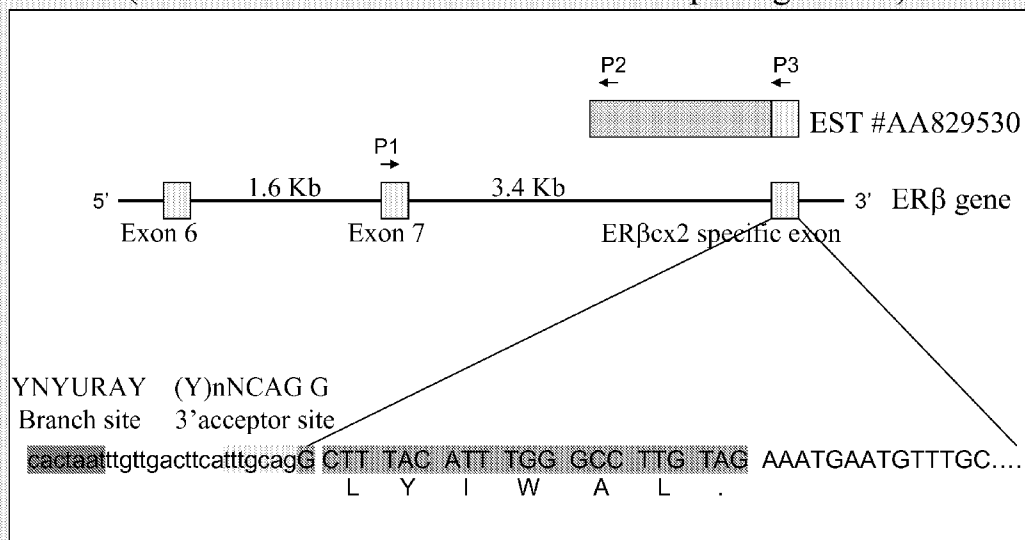 P2 P3
EST #AA829530
P1
1.6 Kb 3.4 Kb
5’ 3’ ERβ gene
Exon 6 Exon 7 ERβcx2 specific exon
YNYURAY (Y)nNCAG G
Branch site 3’acceptor site
cactaatttgttgacttcatttgcagG CTT TAC ATT TGG GCC TTG TAG AAATGAATGTTTGC....
L Y I W A L .